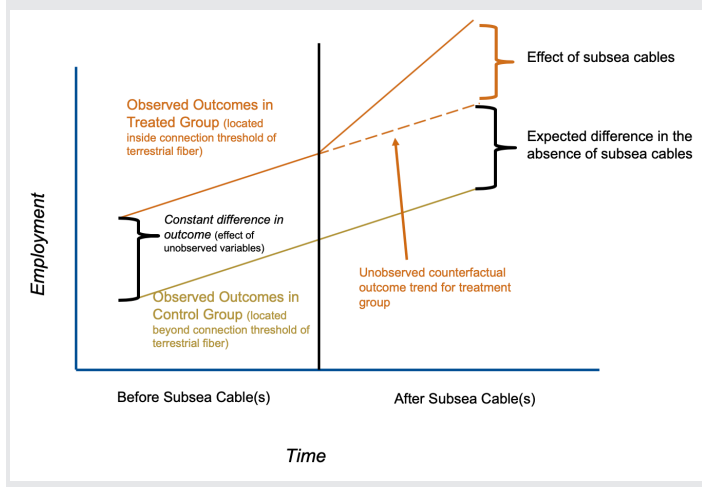 Effect of subsea cables
Observed Outcomes in
Treated Group (located
inside connection threshold of
terrestrial fiber)
Expected difference in the
absence of subsea cables
Employment
Constant difference in
outcome (effect of
unobserved variables)
Unobserved counterfactual
outcome trend for treatment
group
Observed Outcomes in
Control Group (located
beyond connection threshold of
terrestrial fiber)
Before Subsea Cable(s)
After Subsea Cable(s)
Time